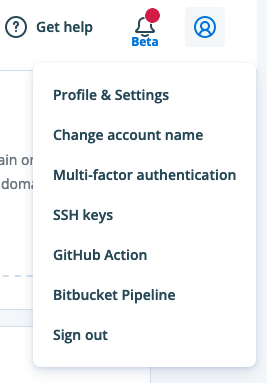 ? Get help
Beta
Profile & Settings
Change account name
ain or
Multi-factor authentication
doma
SSH keys
GitHub Action
Bitbucket Pipeline
Sign out